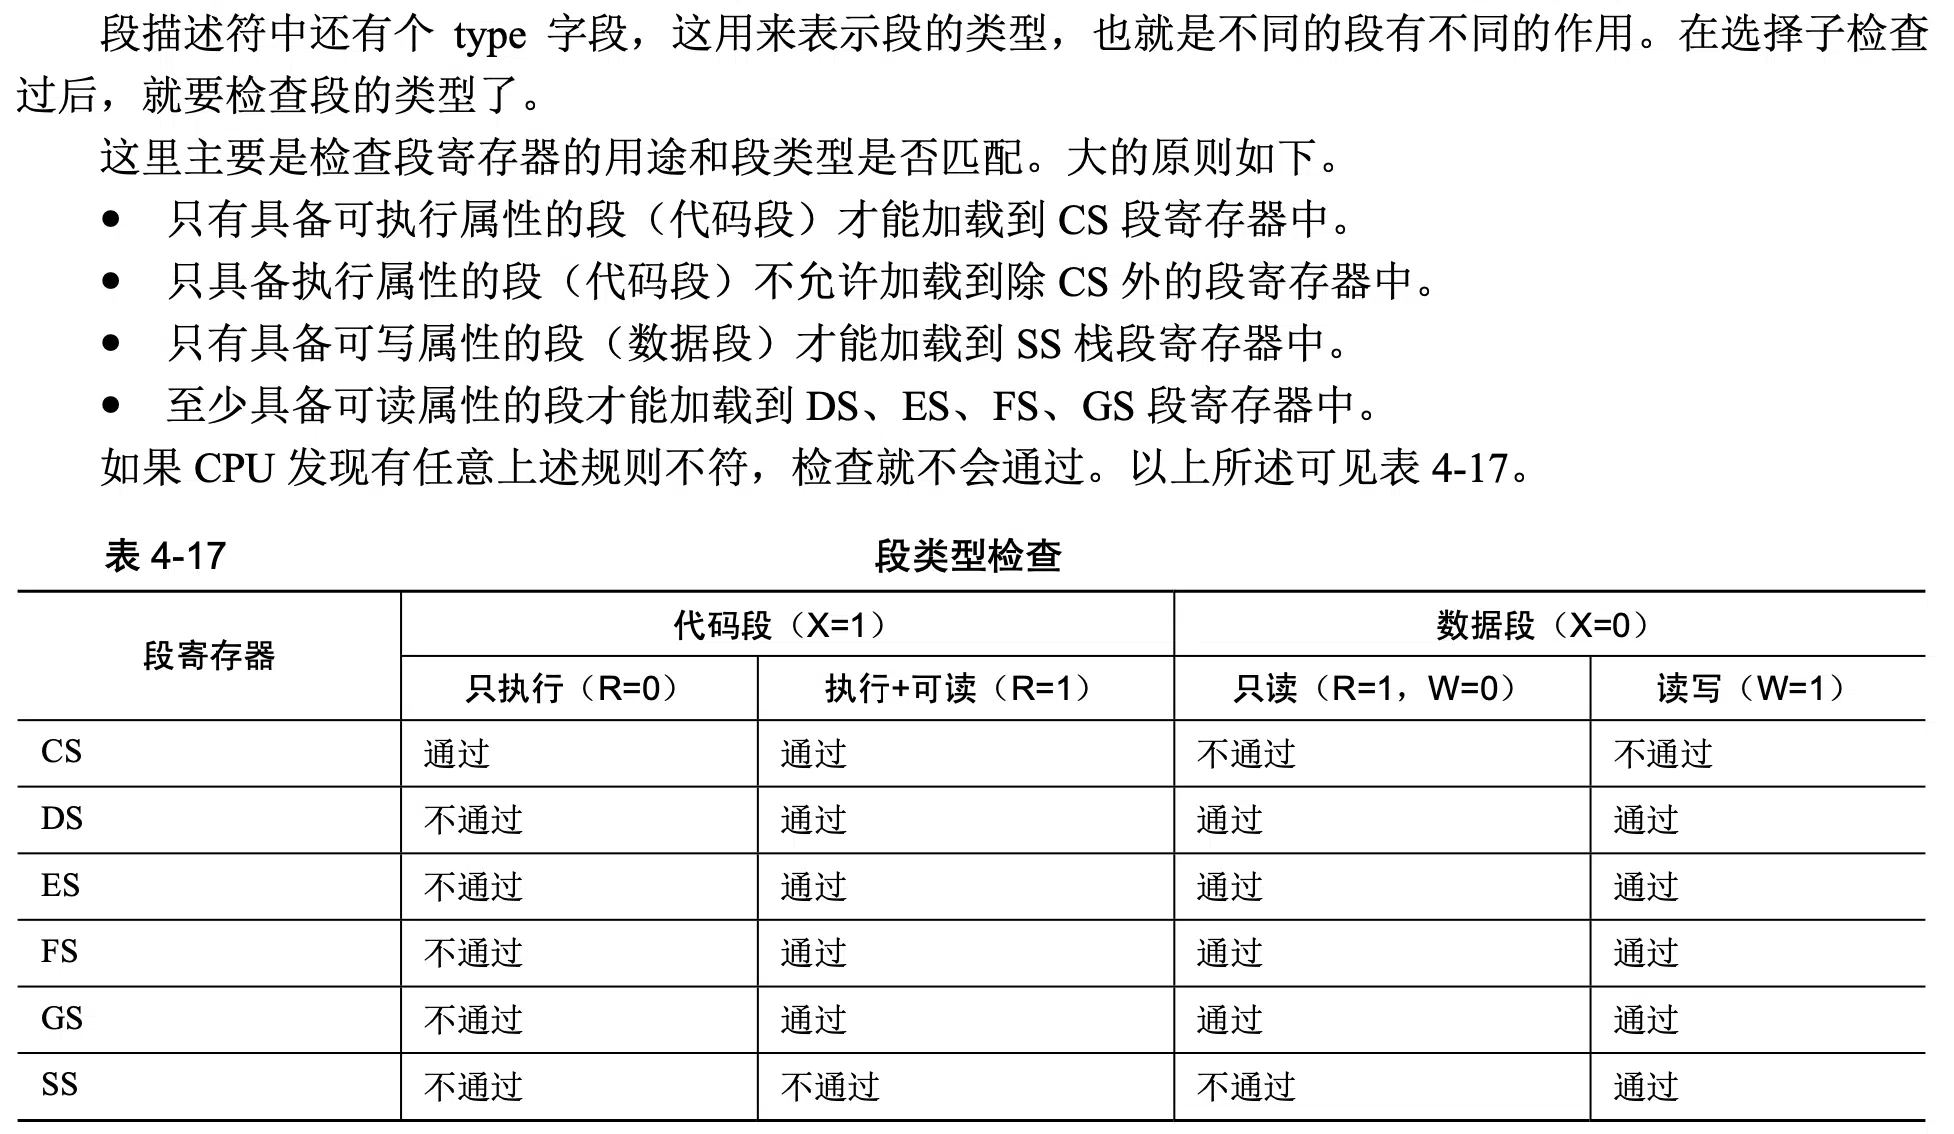 段描述符中还有个 type 字段，这用来表示段的类型，也就是不同的段有不同的作用。在选择子检查
过后，就要检查段的类型了。
这里主要是检查段寄存器的用途和段类型是否匹配。大的原则如下。
● 只有具备可执行属性的段（代码段）才能加载到 CS 段寄存器中。
● 只具备执行属性的段（代码段）不允许加载到除 CS 外的段寄存器中。
● 只有具备可写属性的段（数据段）才能加载到 SS 栈段寄存器中。
● 至少具备可读属性的段才能加载到 DS、ES、FS、GS 段寄存器中。
如果 CPU 发现有任意上述规则不符，检查就不会通过。以上所述可见表 4-17。
表 4-17 段类型检查
段寄存器 代码段（X=1） 数据段（X=0）
只执行（R=0） 执行+可读（R=1） 只读（R=1，W=0） 读写（W=1）
CS 通过 通过 不通过 不通过
DS 不通过 通过 通过 通过
ES 不通过 通过 通过 通过
FS 不通过 通过 通过 通过
GS 不通过 通过 通过 通过
SS 不通过 不通过 不通过 通过